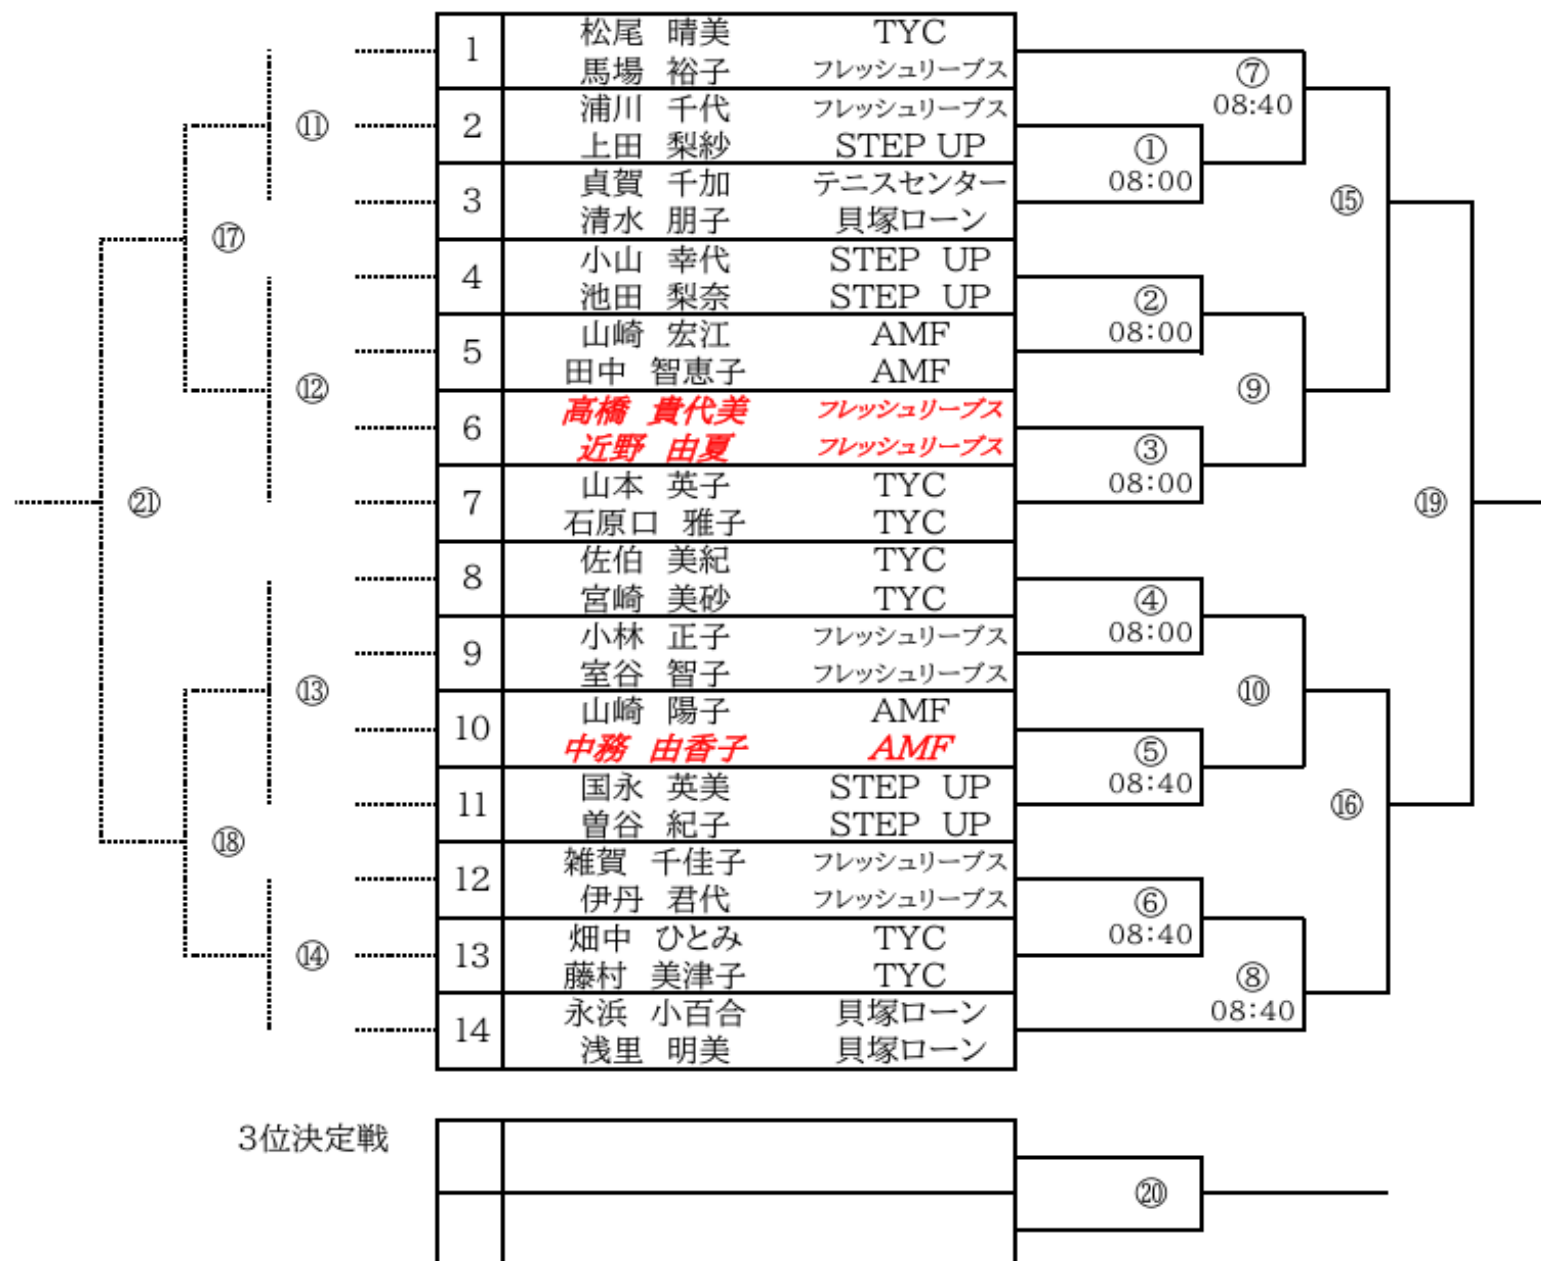 1 松尾 晴美 TYC
馬場 裕子 フレッシュリーブス
⑦
08:40
⑪
2 浦川 千代 フレッシュリーブス
上田 梨紗 STEP UP
①
08:00
3 貞賀 千加 テニスセンター
清水 朋子 貝塚ローン
⑮
⑰
4 小山 幸代 STEP UP
池田 梨奈 STEP UP
②
08:00
5 山崎 宏江 AMF
田中 智恵子 AMF
⑫
⑨
6 高橋 貴代美 フレッシュリーブス
近野 由夏 フレッシュリーブス
③
08:00
7 山本 英子 TYC
石原口 雅子 TYC
㉑
⑲
8 佐伯 美紀 TYC
宮崎 美砂 TYC
④
08:00
9 小林 正子 フレッシュリーブス
室谷 智子 フレッシュリーブス
⑬
⑩
10 山崎 陽子 AMF
中務 由香子 AMF
⑤
08:40
11 国永 英美 STEP UP
曽谷 紀子 STEP UP
⑯
⑱
12 雑賀 千佳子 フレッシュリーブス
伊丹 君代 フレッシュリーブス
⑥
08:40
13 畑中 ひとみ TYC
藤村 美津子 TYC
⑭
⑧
08:40
14 永浜 小百合 貝塚ローン
浅里 明美 貝塚ローン
3位決定戦
⑳